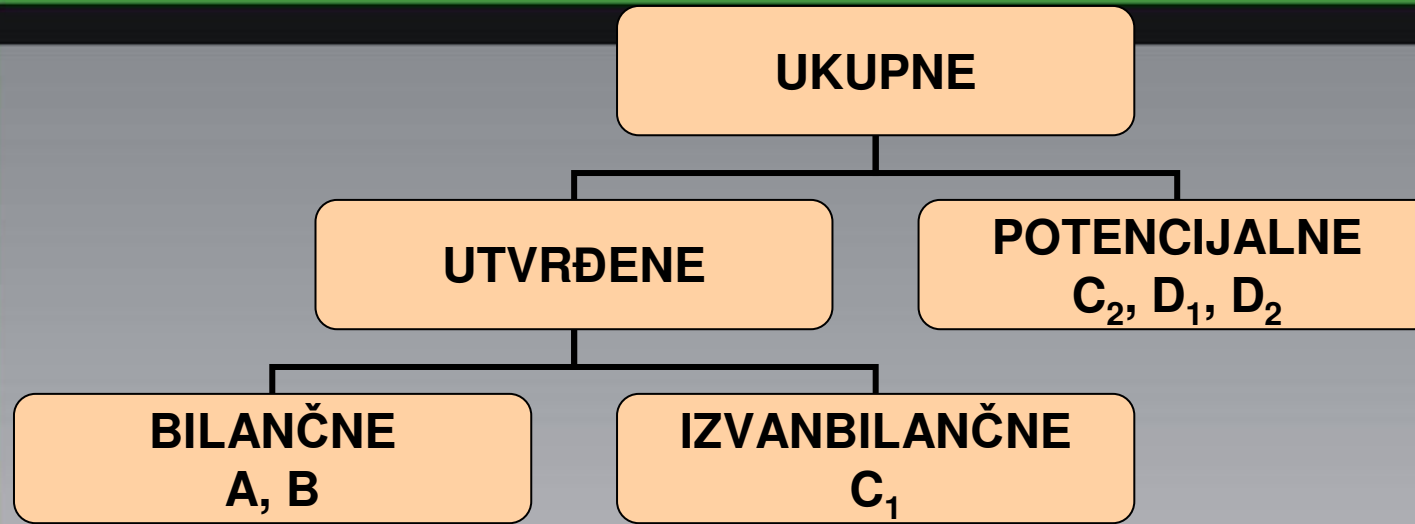 UKUPNE
UTVRĐENE
POTENCIJALNE
C₂, D₁, D₂
BILANČNE
A, B
IZVANBILANČNE
C₁